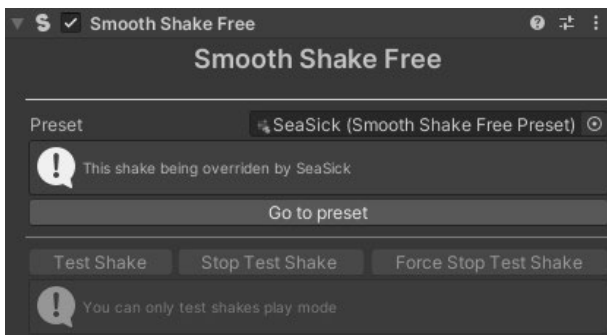 Smooth Shake Free
Smooth Shake Free
Preset SeaSick (Smooth Shake Free Preset)
This shake being overriden by SeaSick
Go to preset
Test Shake Stop Test Shake Force Stop Test Shake
You can only test shakes play mode